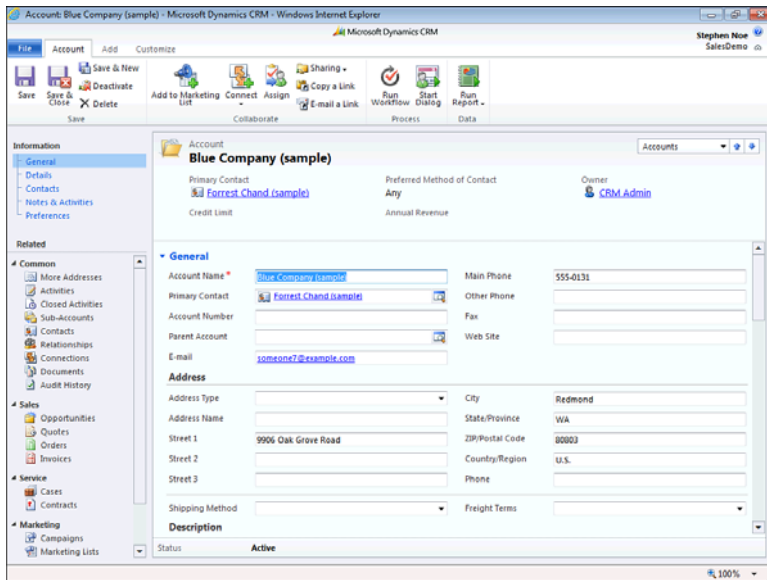 Account: Blue Company (sample) - Microsoft Dynamics CRM - Windows Internet Explorer
Microsoft Dynamics CRM
Stephen Noe
SalesDemo
File Account Add Customize
Save
Save & Close
Save & New
Deactivate
Delete
Save
Add to Marketing List
Connect
Assign
Sharing
Copy a Link
E-mail a Link
Collaborate
Run Workflow
Start Dialog
Process
Run Report
Data
Information
General
Details
Contacts
Notes & Activities
Preferences
Related
Common
More Addresses
Activities
Closed Activities
Sub-Accounts
Contacts
Relationships
Connections
Documents
Audit History
Sales
Opportunities
Quotes
Orders
Invoices
Service
Cases
Contracts
Marketing
Campaigns
Marketing Lists
Account
Blue Company (sample)
Accounts
Primary Contact Preferred Method of Contact Owner
Forrest Chand (sample) Any CRM Admin
Credit Limit Annual Revenue
General
Account Name* Blue Company (sample) Main Phone 555-0131
Primary Contact Forrest Chand (sample) Other Phone
Account Number Fax
Parent Account Web Site
E-mail someone7@example.com
Address
Address Type City Redmond
Address Name State/Province WA
Street 1 9906 Oak Grove Road ZIP/Postal Code 80803
Street 2 Country/Region U.S.
Street 3 Phone
Shipping Method Freight Terms
Description
Status Active
100%